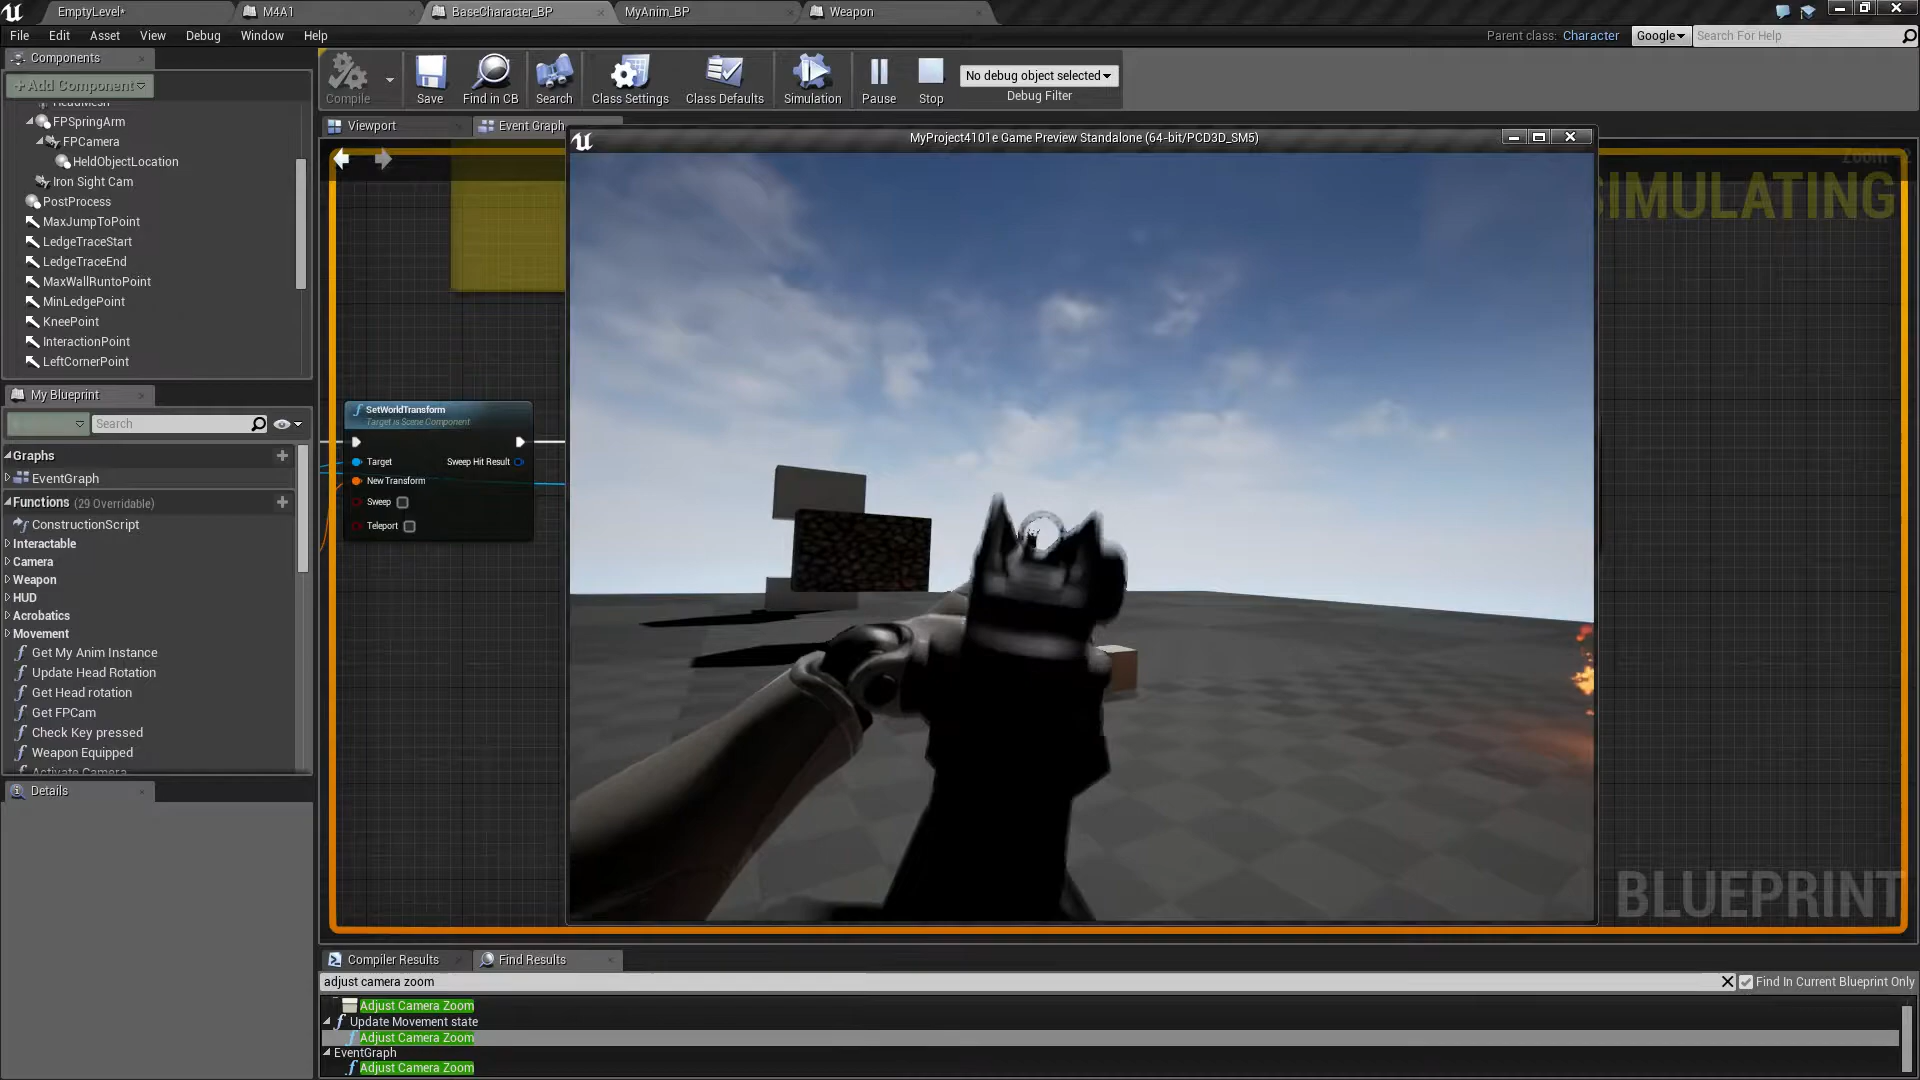 EmptyLevel*
M4A1
BaseCharacter_BP
MyAnim_BP
Weapon
File Edit Asset View Debug Window Help
Parent class: Character
Google
Search For Help
Components
+Add Component
HeadMesh
FPSpringArm
FPCamera
HeldObjectLocation
Iron Sight Cam
PostProcess
MaxJumpToPoint
LedgeTraceStart
LedgeTraceEnd
MaxWallRuntoPoint
MinLedgePoint
KneePoint
InteractionPoint
LeftCornerPoint
Compile
Save
Find in CB
Search
Class Settings
Class Defaults
Simulation
Pause
Stop
No debug object selected
Debug Filter
Viewport
Event Graph
MyProject4101e Game Preview Standalone (64-bit/PCD3D_SM5)
Zoom -2
SIMULATING
SetWorldTransform
Target is Scene Component
Target
Sweep Hit Result
New Transform
Sweep
Teleport
BLUEPRINT
My Blueprint
Search
Graphs
EventGraph
Functions (29 Overridable)
ConstructionScript
Interactable
Camera
Weapon
HUD
Acrobatics
Movement
Get My Anim Instance
Update Head Rotation
Get Head rotation
Get FPCam
Check Key pressed
Weapon Equipped
Activate Camera
Details
Compiler Results
Find Results
adjust camera zoom
Find In Current Blueprint Only
Adjust Camera Zoom
Update Movement state
Adjust Camera Zoom
EventGraph
Adjust Camera Zoom